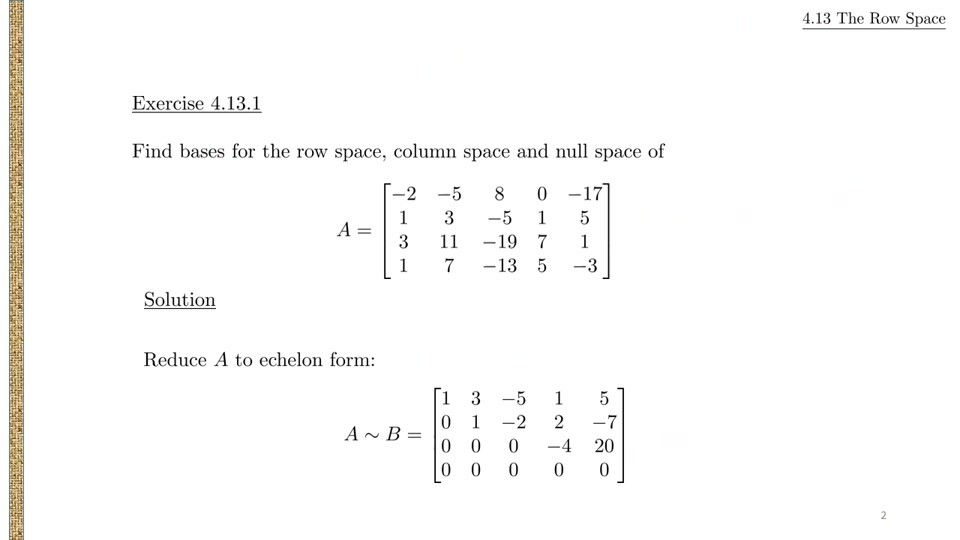 4.13 The Row Space
Exercise 4.13.1
Find bases for the row space, column space and null space of
A = [−2 −5 8 0 −17
1 3 −5 1 5
3 11 −19 7 1
1 7 −13 5 −3]
Solution
Reduce A to echelon form:
A ∼ B = [1 3 −5 1 5
0 1 −2 2 −7
0 0 0 −4 20
0 0 0 0 0]
2